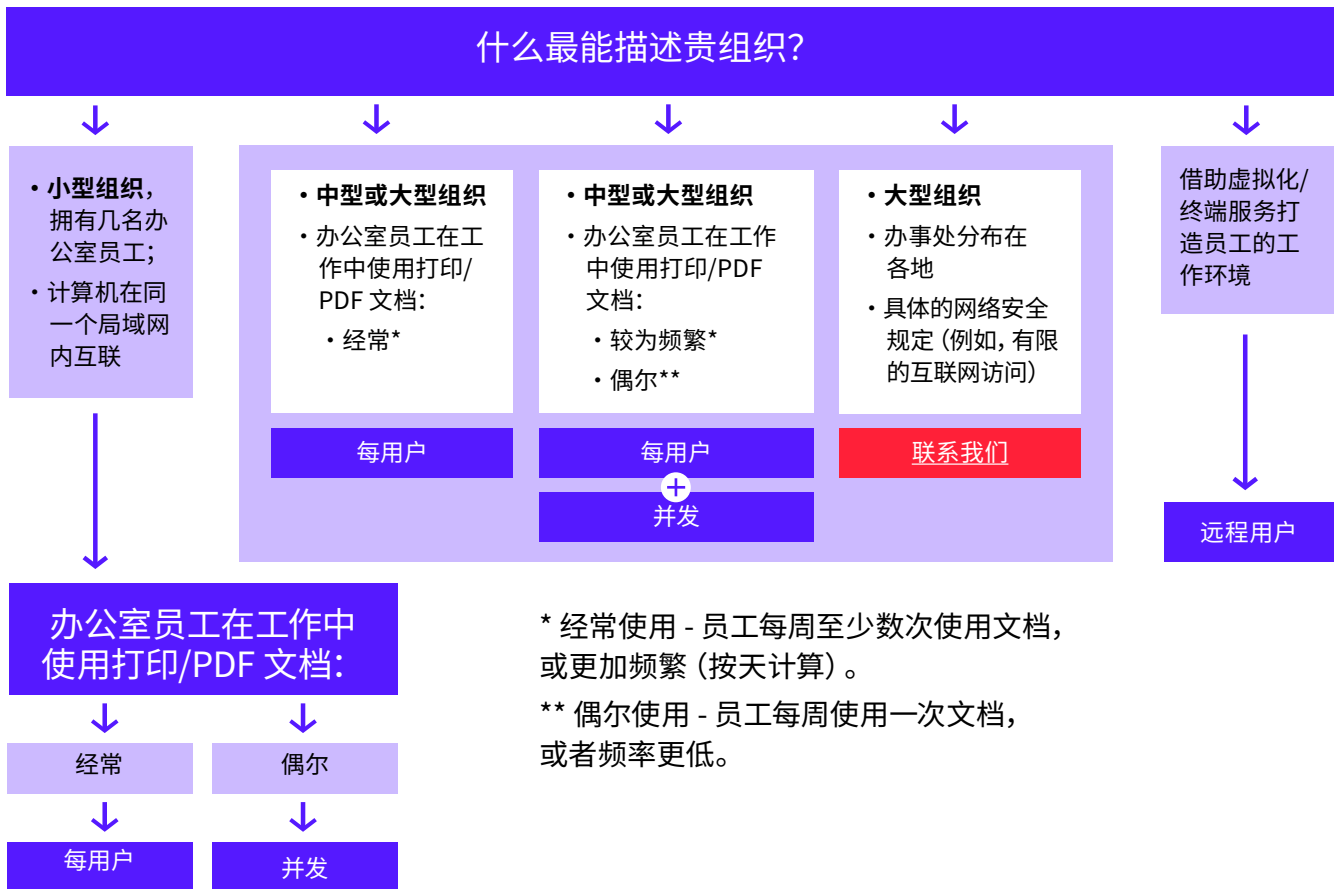 什么最能描述贵组织？
・小型组织，
拥有几名办
公室员工；
・计算机在同
一个局域网
内互联
・中型或大型组织
・办公室员工在工
作中使用打印/
PDF 文档：
・经常*
每用户
・中型或大型组织
・办公室员工在工作
中使用打印/PDF
文档：
・较为频繁*
・偶尔**
每用户
+
并发
・大型组织
・办事处分布在
各地
・具体的网络安全
规定（例如，有限
的互联网访问）
联系我们
借助虚拟化/
终端服务打
造员工的工
作环境
远程用户
办公室员工在工作中
使用打印/PDF 文档：
经常
偶尔
每用户
并发
* 经常使用 - 员工每周至少数次使用文档，
或更加频繁（按天计算）。
** 偶尔使用 - 员工每周使用一次文档，
或者频率更低。